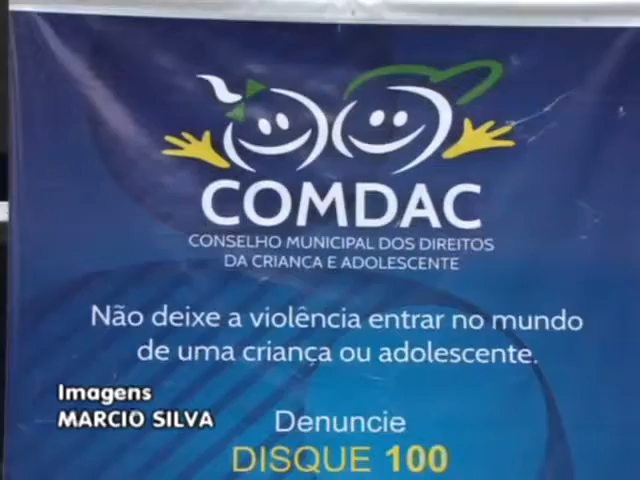 COMDAC
CONSELHO MUNICIPAL DOS DIREITOS
DA CRIANÇA E ADOLESCENTE
Não deixe a violência entrar no mundo
de uma criança ou adolescente.
Imagens
MARCIO SILVA
Denuncie
DISQUE 100